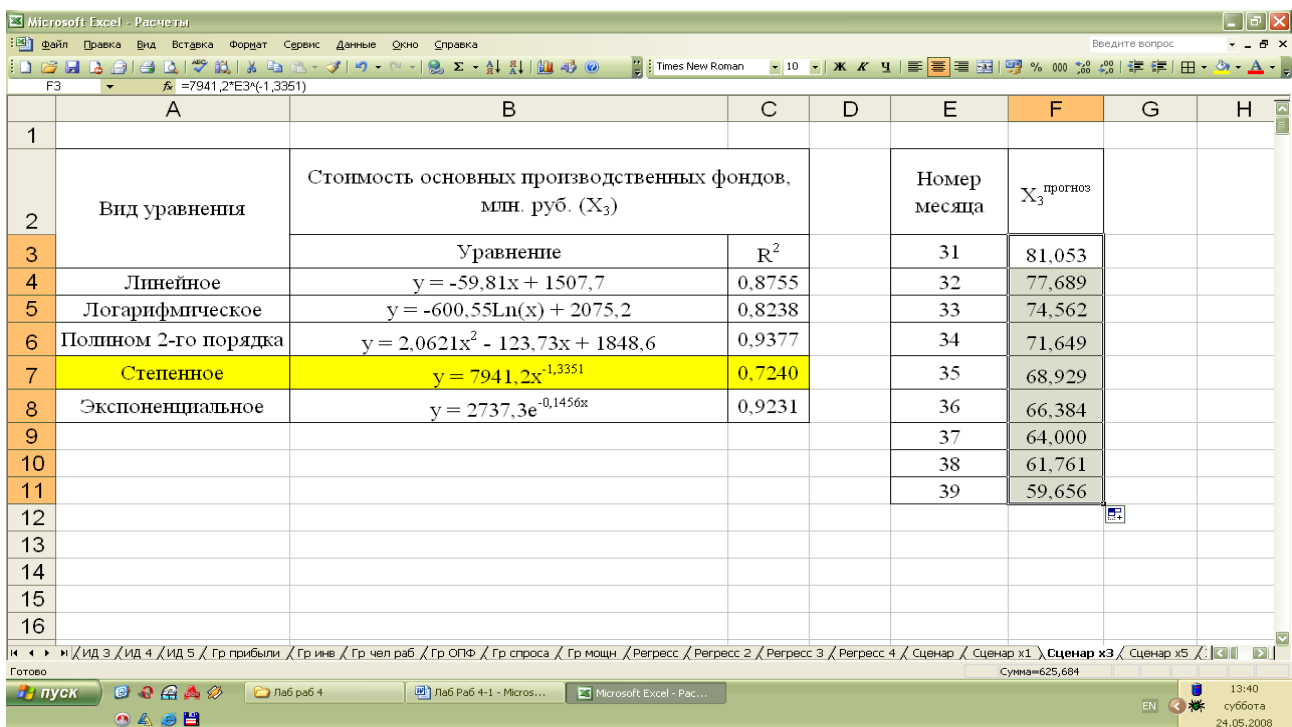 Microsoft Excel - Расчеты
Файл Правка Вид Вставка Формат Сервис Данные Окно Справка Введите вопрос
Times New Roman 10 Ж К Ч % 000
F3 fx =7941,2*E3^(-1,3351)
A B C D E F G H
1
2 Вид уравнения Стоимость основных производственных фондов, млн. руб. (X₃) Номер месяца X₃ прогноз
3 Уравнение R² 31 81,053
4 Линейное y = -59,81x + 1507,7 0,8755 32 77,689
5 Логарифмическое y = -600,55Ln(x) + 2075,2 0,8238 33 74,562
6 Полином 2-го порядка y = 2,0621x² - 123,73x + 1848,6 0,9377 34 71,649
7 Степенное y = 7941,2x^-1,3351 0,7240 35 68,929
8 Экспоненциальное y = 2737,3e^-0,1456x 0,9231 36 66,384
9 37 64,000
10 38 61,761
11 39 59,656
12
13
14
15
16
ИД 3 / ИД 4 / ИД 5 / Гр прибыли / Гр инв / Гр чел раб / Гр ОПФ / Гр спроса / Гр мощн / Регресс / Регресс 2 / Регресс 3 / Регресс 4 / Сценар / Сценар x1 \ Сценар x3 / Сценар x5 /
Готово Сумма=625,684
пуск Лаб раб 4 Лаб Раб 4-1 - Micros... Microsoft Excel - Рас... EN 13:40
суббота
24.05.2008